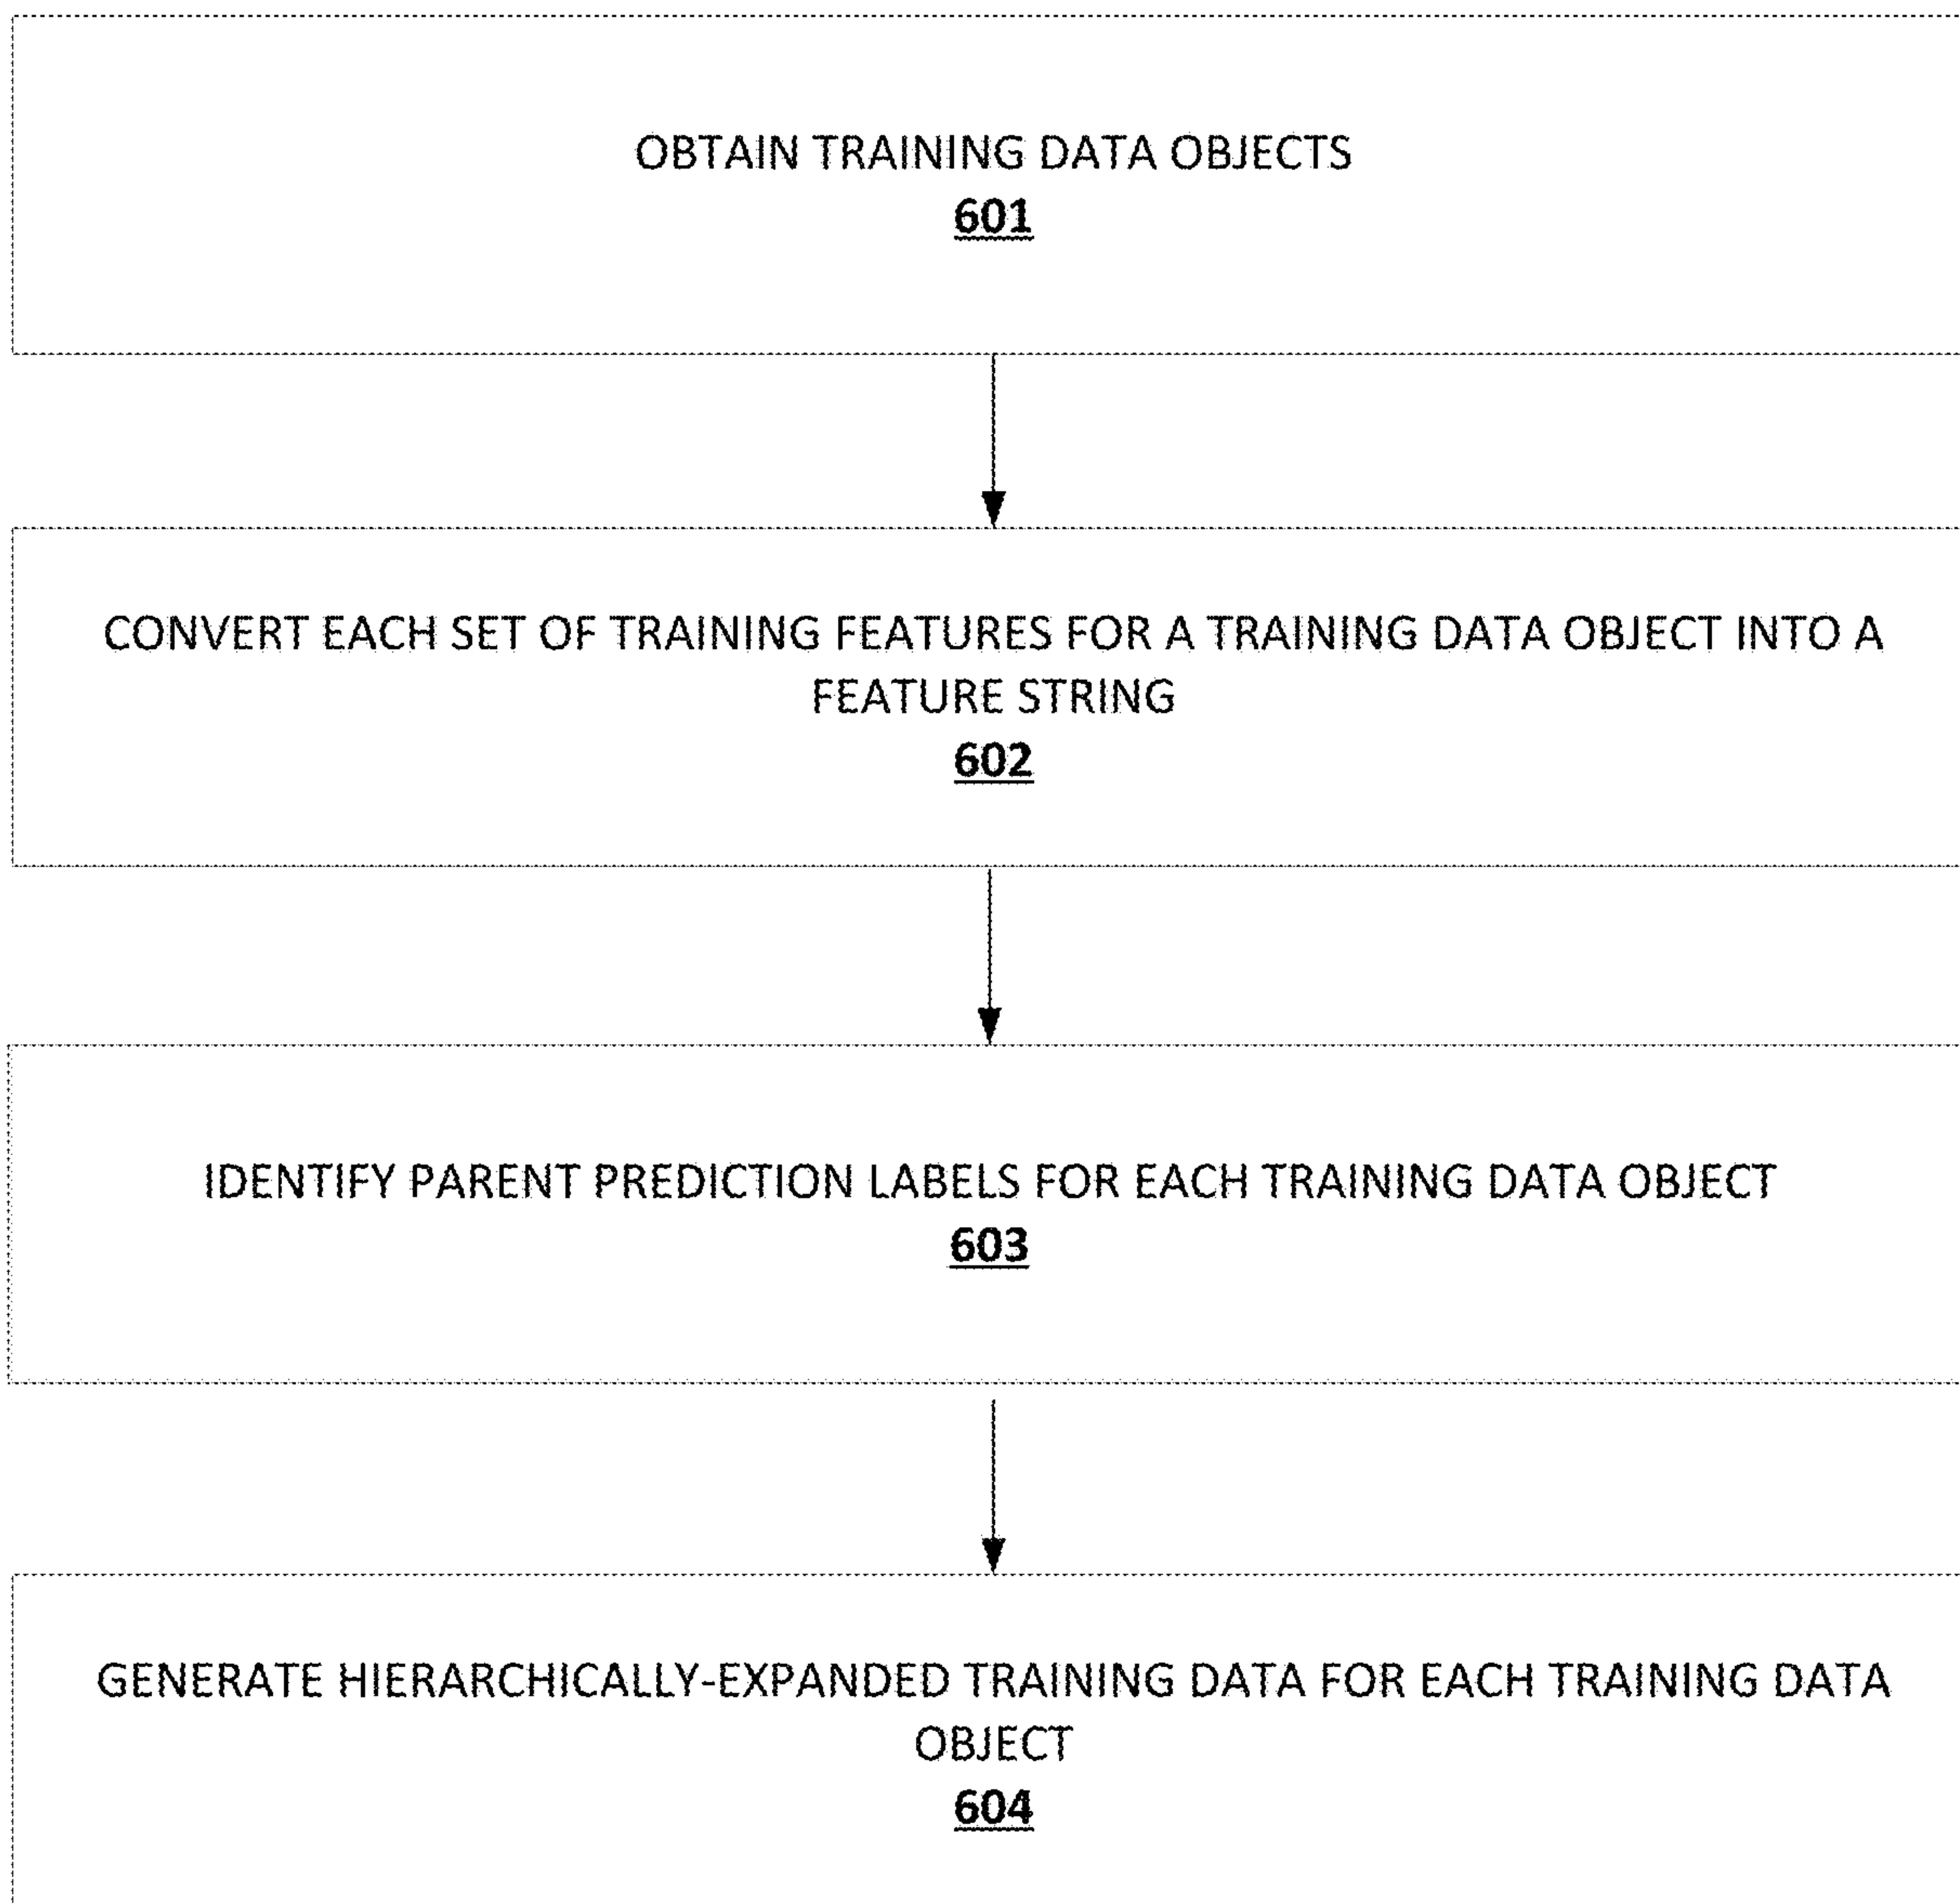 OBTAIN TRAINING DATA OBJECTS
601
CONVERT EACH SET OF TRAINING FEATURES FOR A TRAINING DATA OBJECT INTO A
FEATURE STRING
602
IDENTIFY PARENT PREDICTION LABELS FOR EACH TRAINING DATA OBJECT
603
GENERATE HIERARCHICALLY-EXPANDED TRAINING DATA FOR EACH TRAINING DATA
OBJECT
604